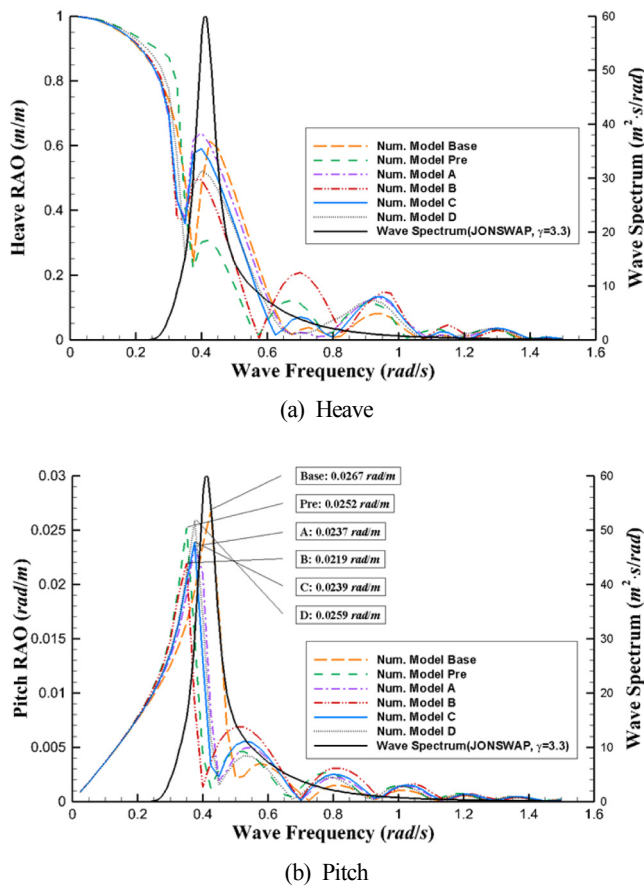 1
0.8
0.6
0.4
0.2
0
Heave RAO (m/m)
60
50
40
30
20
10
0
Wave Spectrum (m²·s/rad)
Num. Model Base
Num. Model Pre
Num. Model A
Num. Model B
Num. Model C
Num. Model D
Wave Spectrum(JONSWAP, γ=3.3)
0 0.2 0.4 0.6 0.8 1 1.2 1.4 1.6
Wave Frequency (rad/s)
(a) Heave
0.03
0.025
0.02
0.015
0.01
0.005
0
Pitch RAO (rad/m)
60
50
40
30
20
10
0
Wave Spectrum (m²·s/rad)
Base: 0.0267 rad/m
Pre: 0.0252 rad/m
A: 0.0237 rad/m
B: 0.0219 rad/m
C: 0.0239 rad/m
D: 0.0259 rad/m
Num. Model Base
Num. Model Pre
Num. Model A
Num. Model B
Num. Model C
Num. Model D
Wave Spectrum(JONSWAP, γ=3.3)
0 0.2 0.4 0.6 0.8 1 1.2 1.4 1.6
Wave Frequency (rad/s)
(b) Pitch